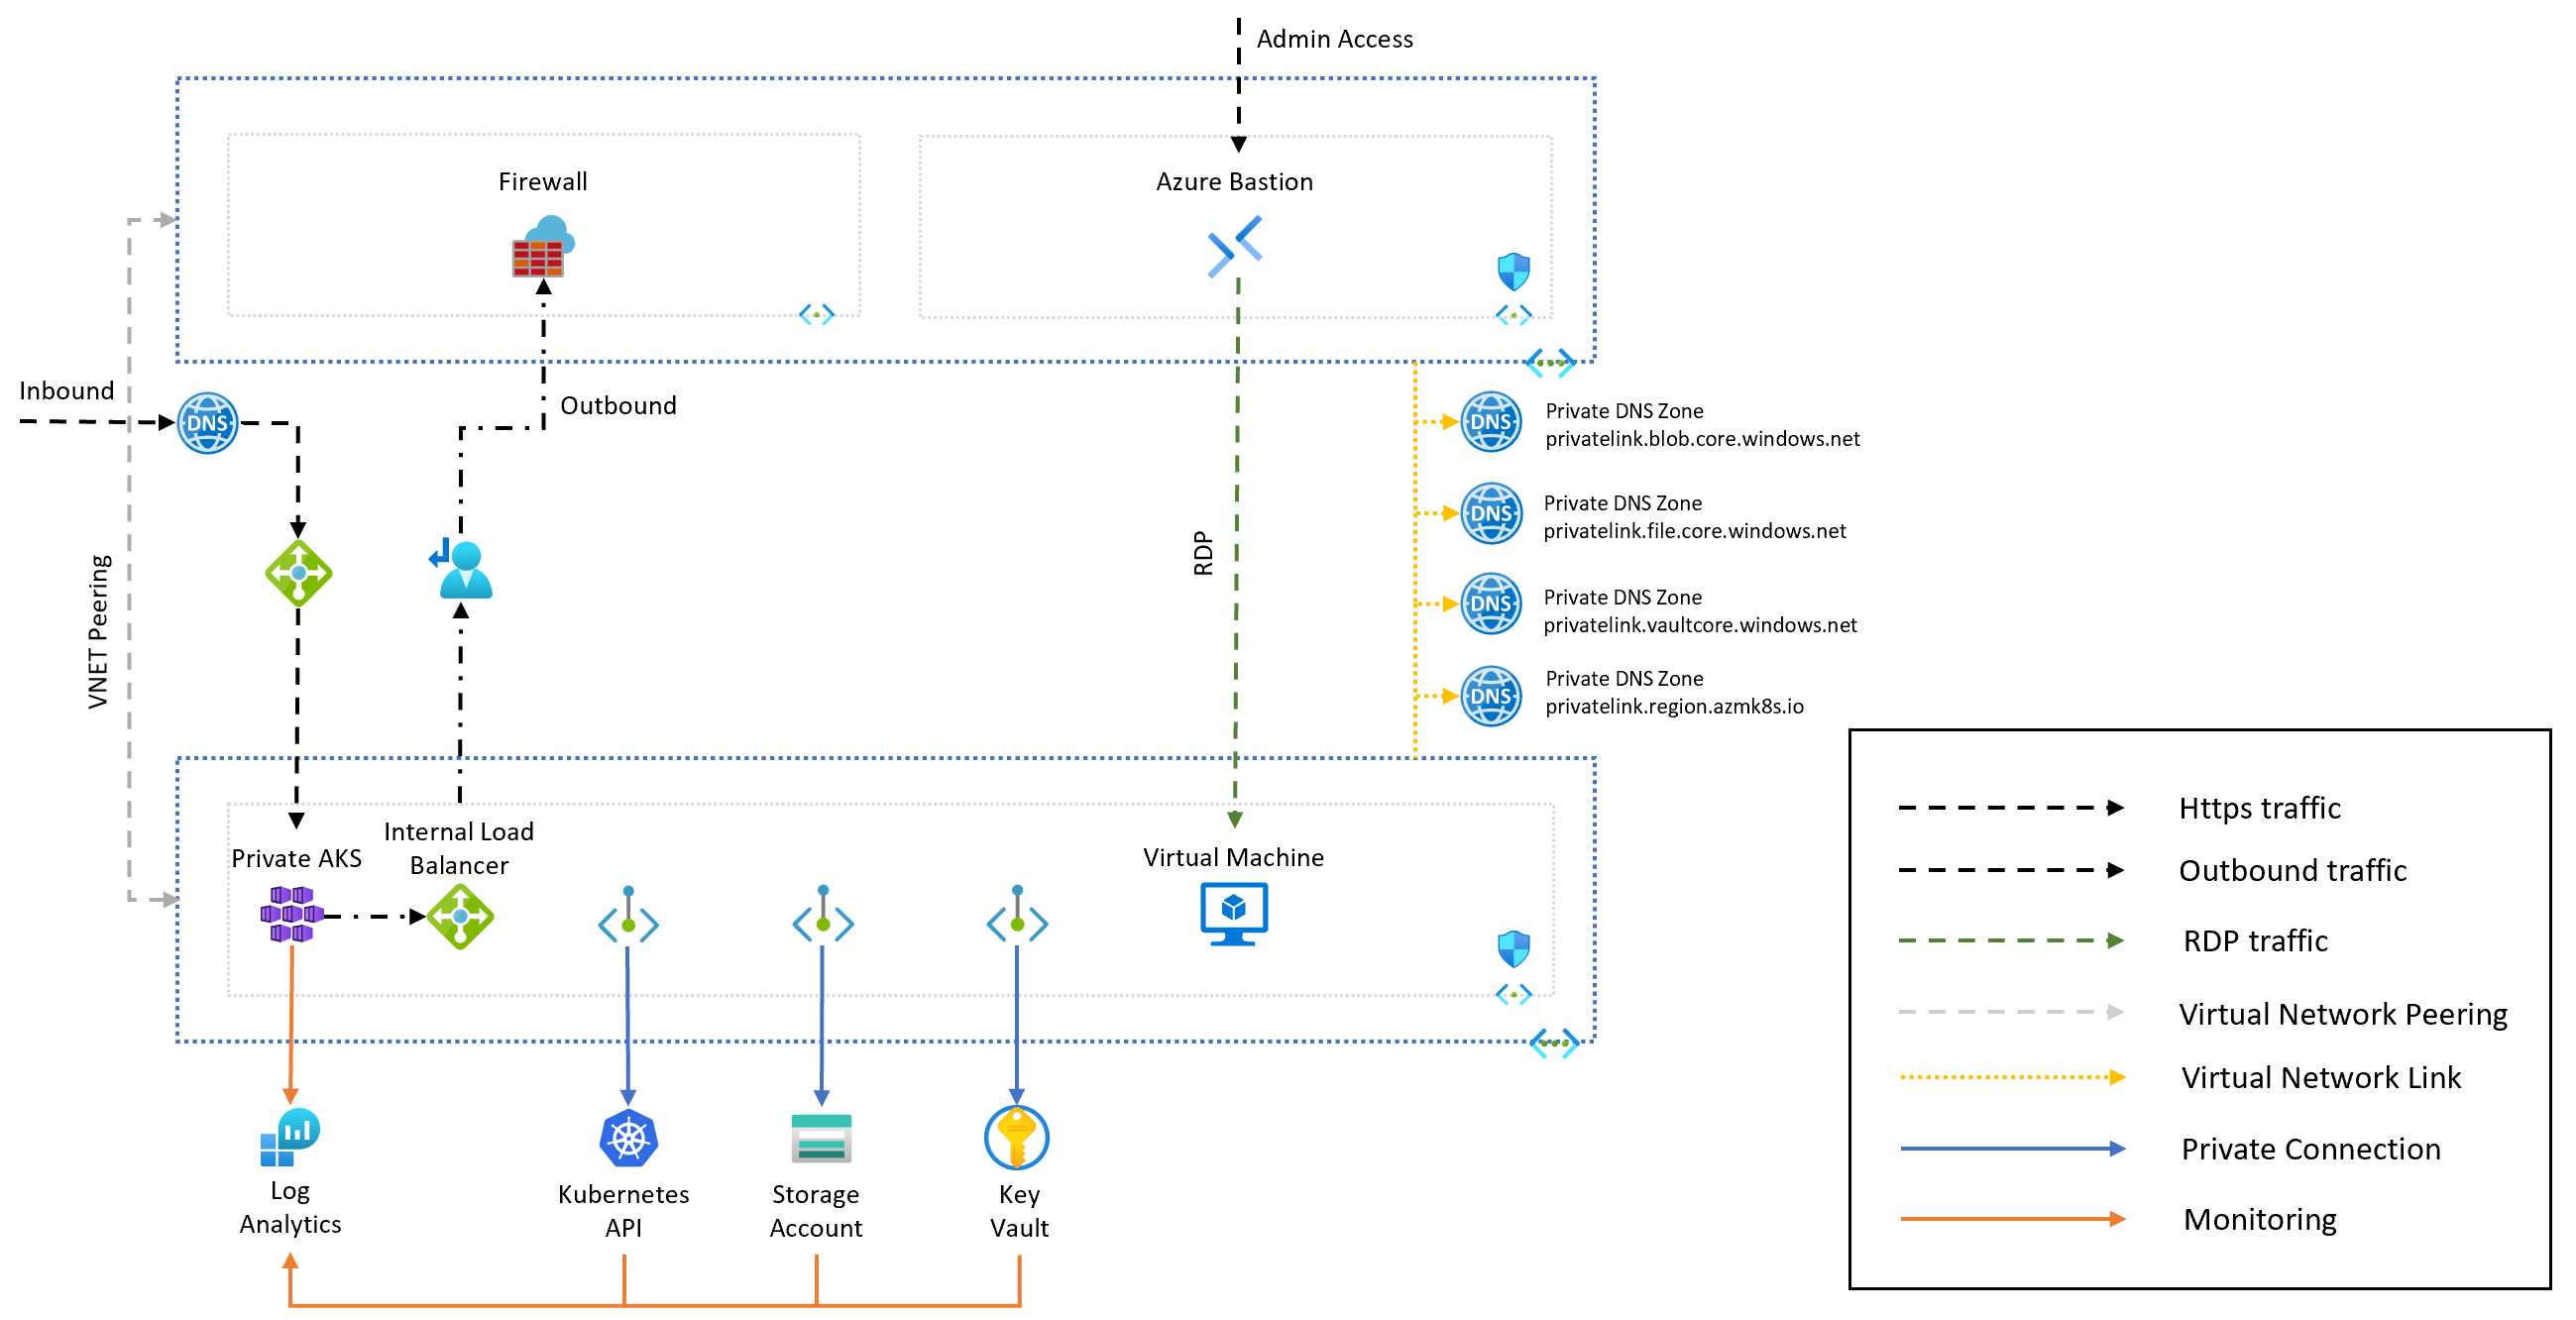 Admin Access
Firewall
Azure Bastion
Inbound
DNS
Outbound
VNET Peering
RDP
DNS
Private DNS Zone
privatelink.blob.core.windows.net
DNS
Private DNS Zone
privatelink.file.core.windows.net
DNS
Private DNS Zone
privatelink.vaultcore.windows.net
DNS
Private DNS Zone
privatelink.region.azmk8s.io
Private AKS
Internal Load
Balancer
Virtual Machine
Log
Analytics
Kubernetes
API
Storage
Account
Key
Vault
Https traffic
Outbound traffic
RDP traffic
Virtual Network Peering
Virtual Network Link
Private Connection
Monitoring